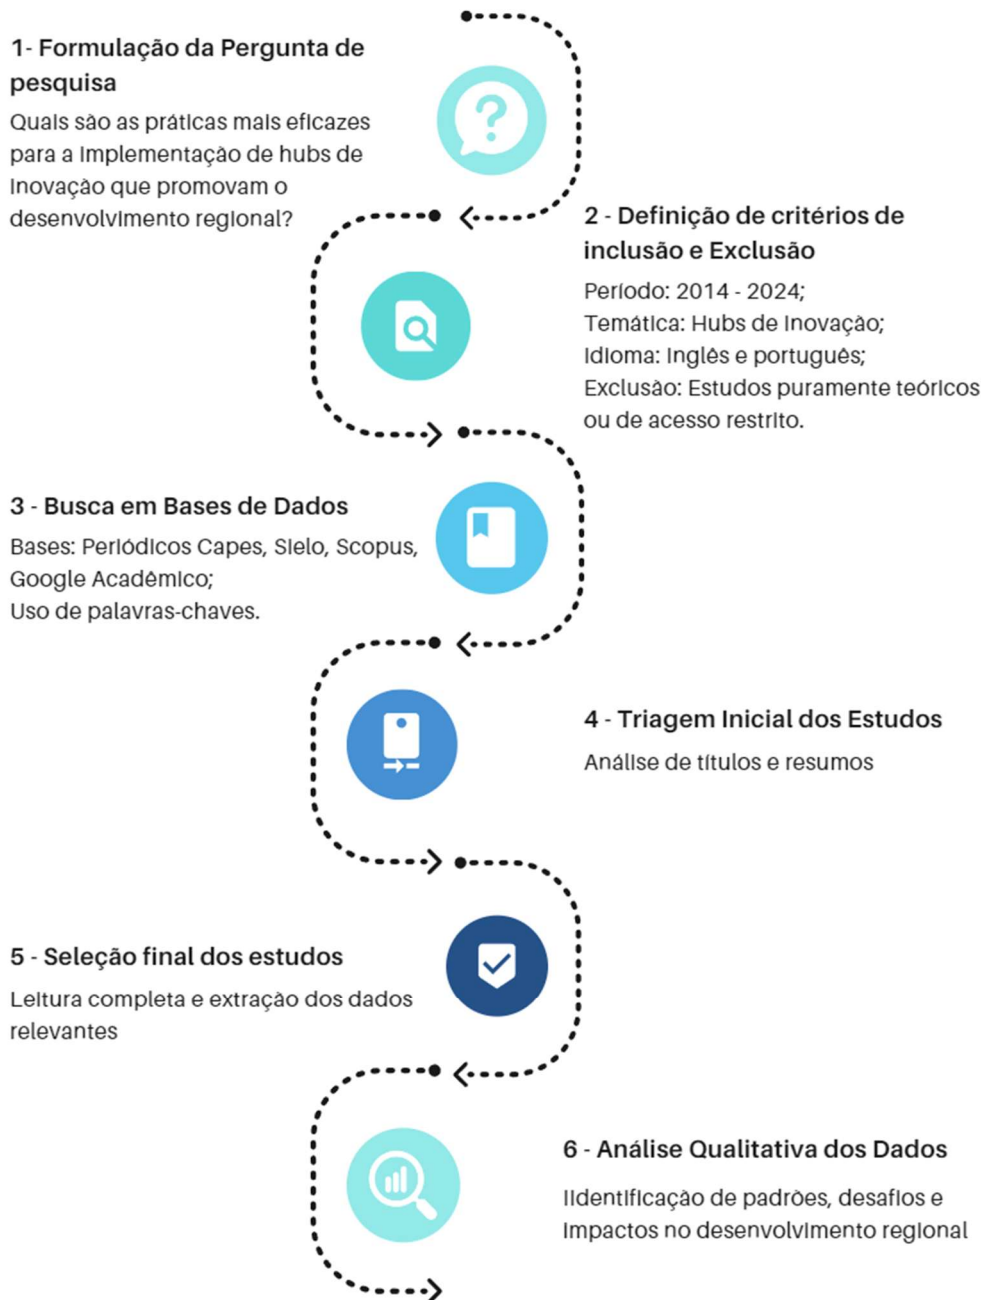 1- Formulação da Pergunta de
pesquisa
Quais são as práticas mais eficazes
para a implementação de hubs de
inovação que promovam o
desenvolvimento regional?
2 - Definição de critérios de
inclusão e Exclusão
Período: 2014 - 2024;
Temática: Hubs de Inovação;
Idioma: Inglês e português;
Exclusão: Estudos puramente teóricos
ou de acesso restrito.
3 - Busca em Bases de Dados
Bases: Periódicos Capes, Sielo, Scopus,
Google Acadêmico;
Uso de palavras-chaves.
4 - Triagem Inicial dos Estudos
Análise de títulos e resumos
5 - Seleção final dos estudos
Leitura completa e extração dos dados
relevantes
6 - Análise Qualitativa dos Dados
IIdentificação de padrões, desafios e
impactos no desenvolvimento regional